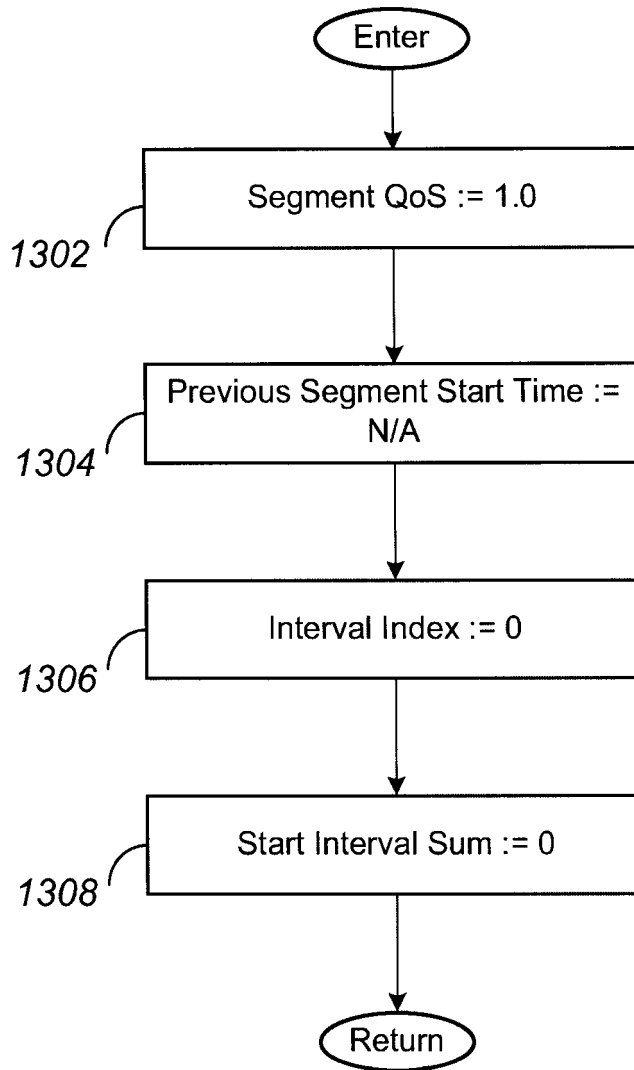 Enter
Segment QoS := 1.0
1302
Previous Segment Start Time :=
N/A
1304
Interval Index := 0
1306
Start Interval Sum := 0
1308
Return